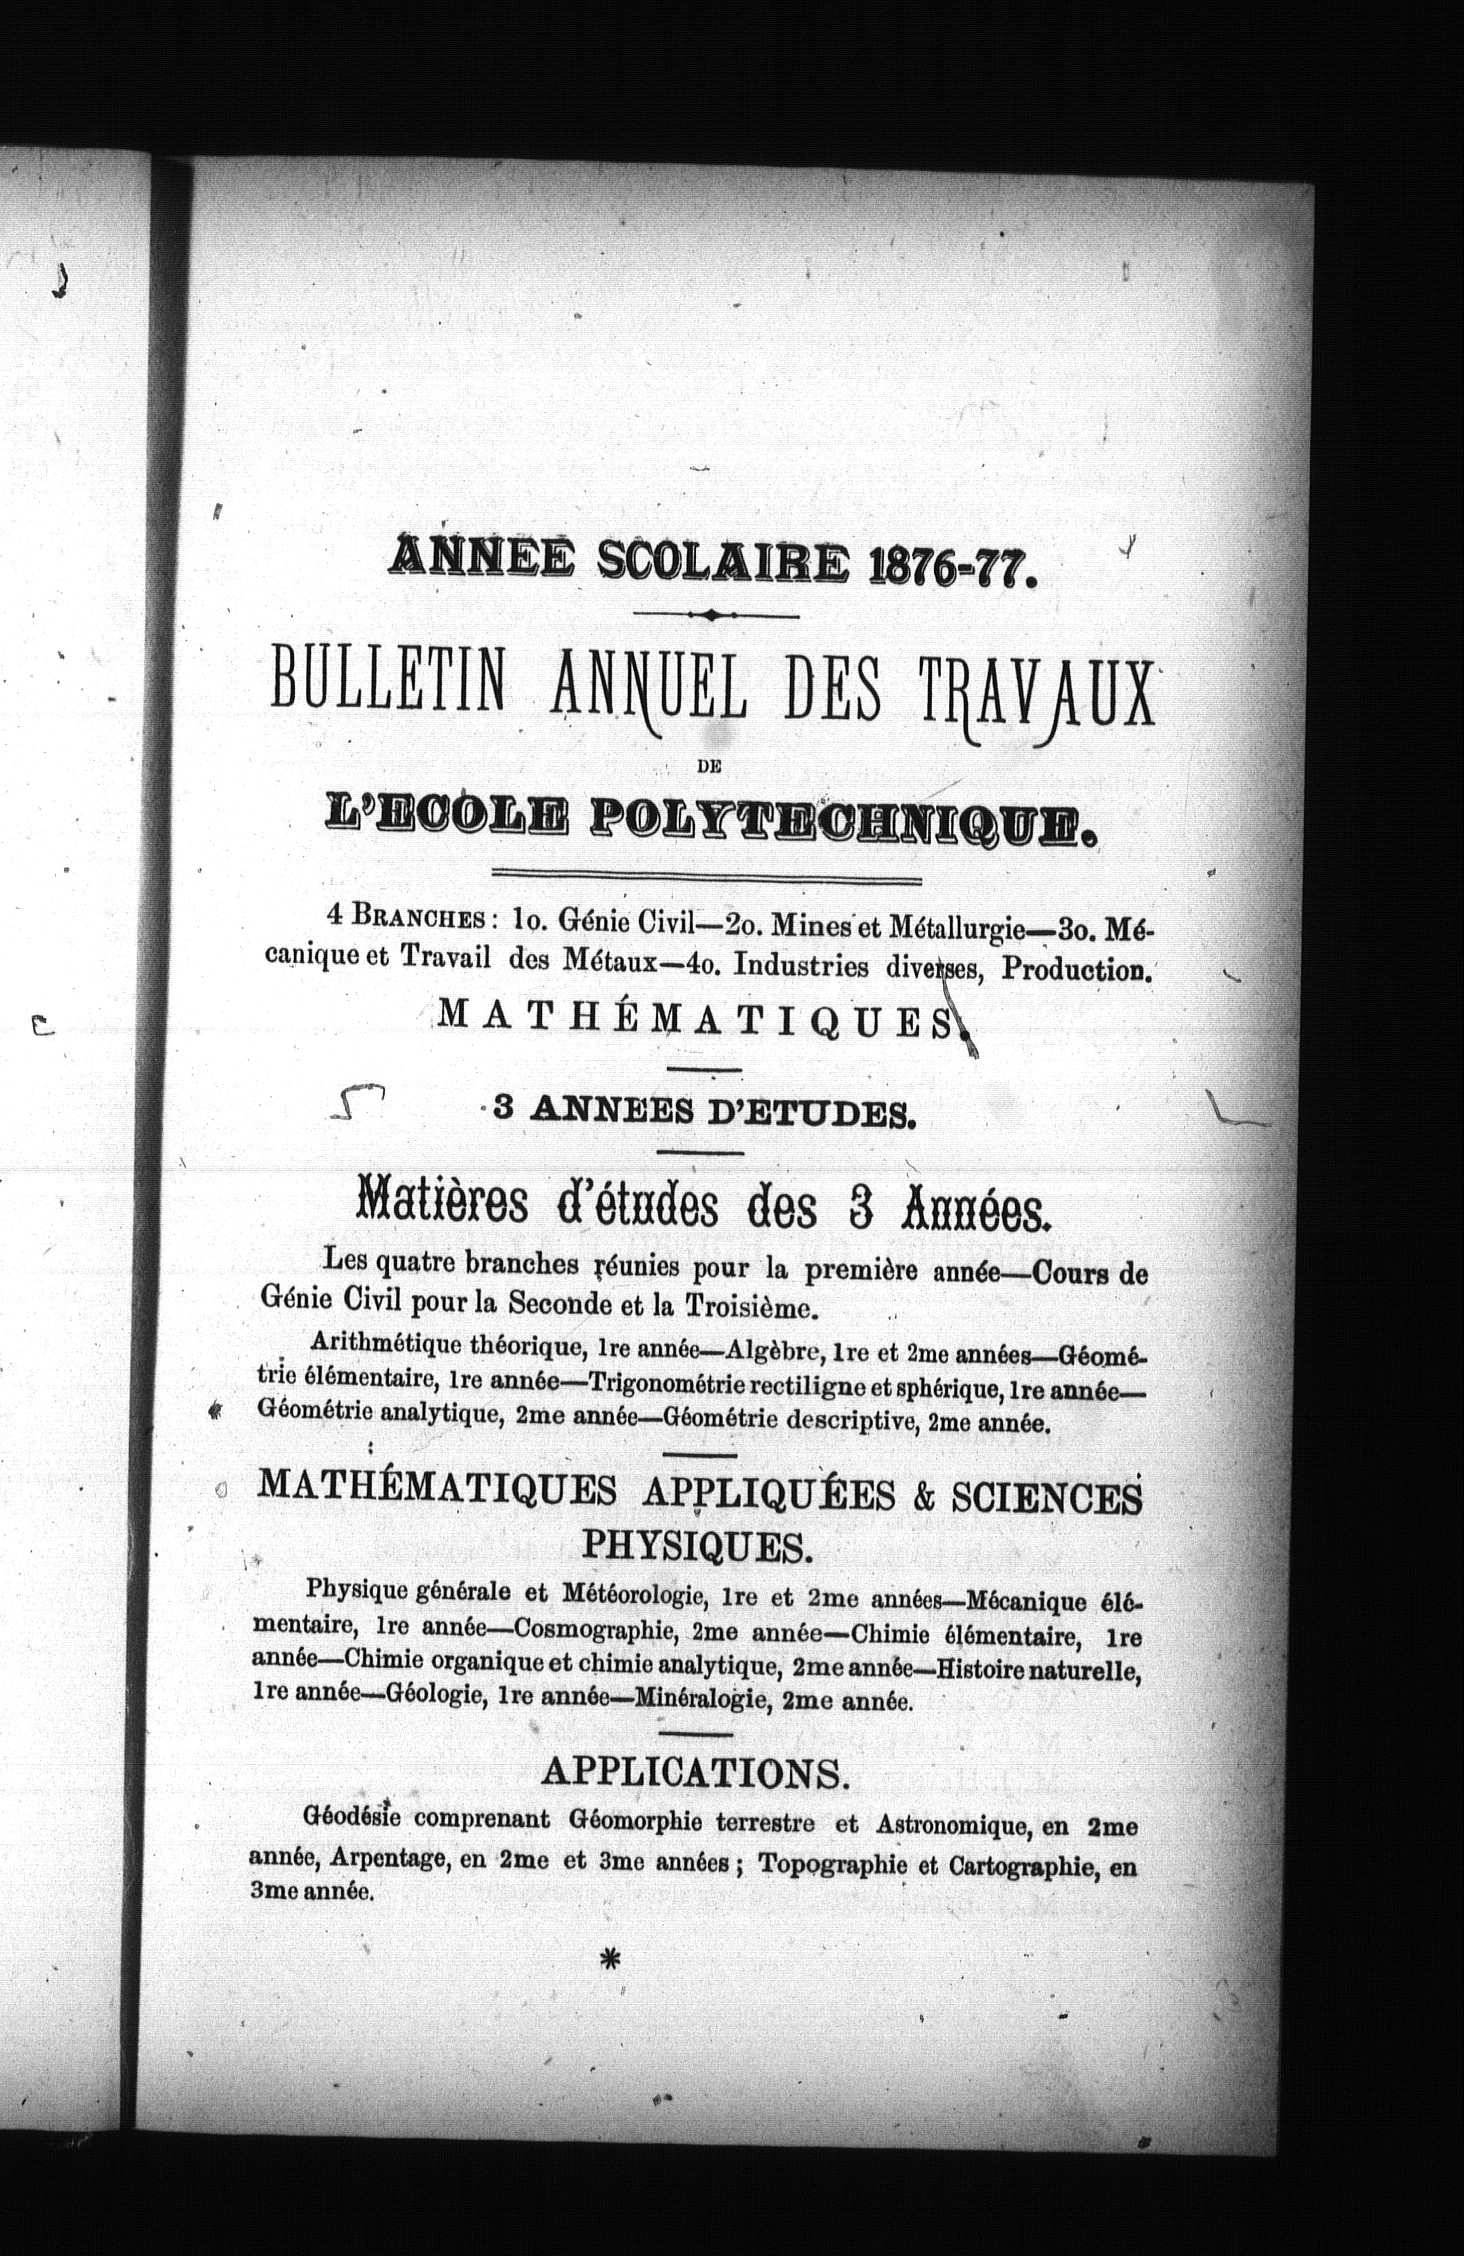 ANNEE SCOLAIRE 1876-77.
BULLETIN ANNUEL DES TRAVAUX
DE
L'ECOLE POLYTECHNIQUE.
4 BRANCHES: 1o. Génie Civil—2o. Mines et Métallurgie—3o. Mé-
canique et Travail des Métaux—4o. Industries diverses, Production.
MATHÉMATIQUES.
3 ANNEES D'ETUDES.
Matières d'études des 3 Années.
Les quatre branches réunies pour la première année—Cours de
Génie Civil pour la Seconde et la Troisième.
Arithmétique théorique, 1re année—Algèbre, 1re et 2me années—Géomé-
trie élémentaire, 1re année—Trigonométrie rectiligne et sphérique, 1re année—
Géométrie analytique, 2me année—Géométrie descriptive, 2me année.
MATHÉMATIQUES APPLIQUÉES & SCIENCES
PHYSIQUES.
Physique générale et Météorologie, 1re et 2me années—Mécanique élé-
mentaire, 1re année—Cosmographie, 2me année—Chimie élémentaire, 1re
année—Chimie organique et chimie analytique, 2me année—Histoire naturelle,
1re année—Géologie, 1re année—Minéralogie, 2me année.
APPLICATIONS.
Géodésie comprenant Géomorphie terrestre et Astronomique, en 2me
année, Arpentage, en 2me et 3me années; Topographie et Cartographie, en
3me année.
*